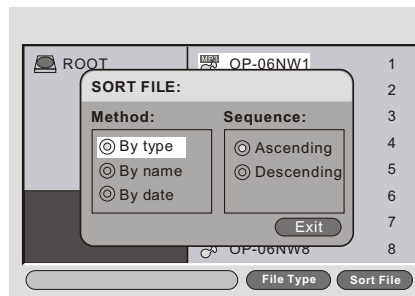 ROOT
MP3 OP-06NW1 1
SORT FILE:
2
Method: Sequence:
3
By type Ascending
4
By name Descending
5
By date
6
Exit
7
OP-06NW8 8
File Type Sort File